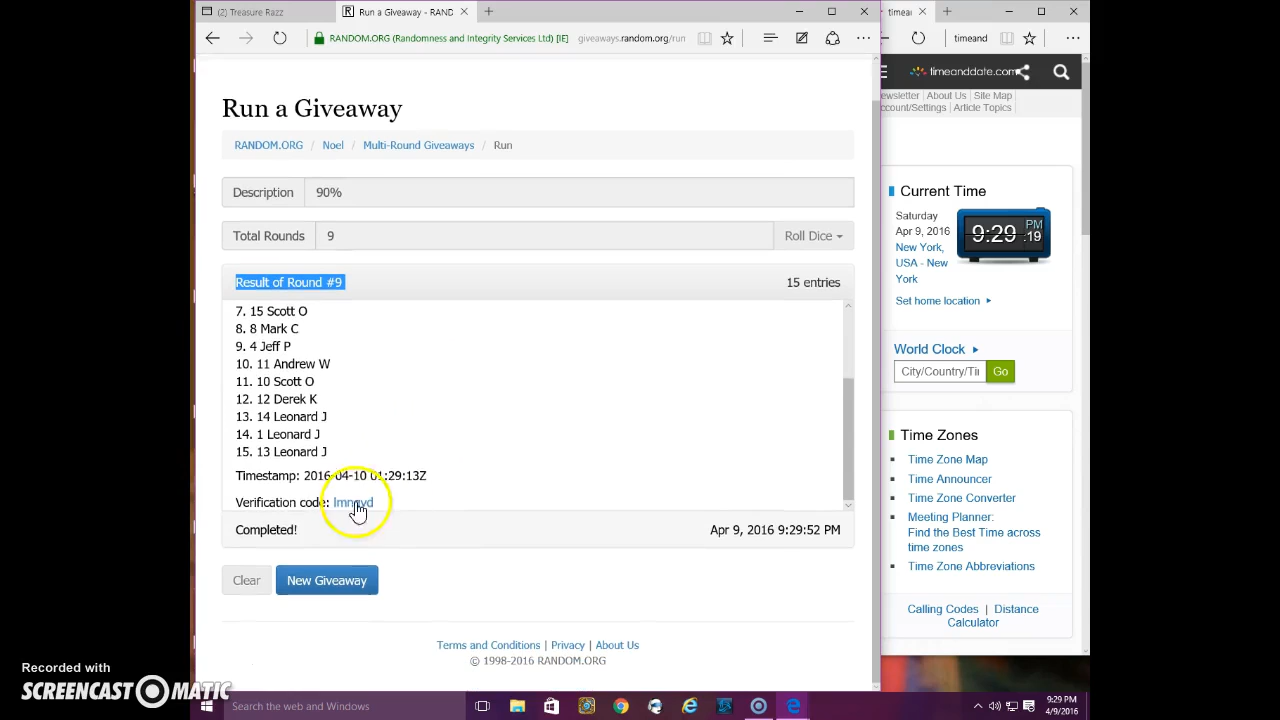 (2) Treasure Razz
Run a Giveaway - RAND
timean
RANDOM.ORG (Randomness and Integrity Services Ltd) [IE]
giveaways.random.org/run
timeand
Run a Giveaway
RANDOM.ORG / Noel / Multi-Round Giveaways / Run
Description 90%
Total Rounds 9 Roll Dice
Result of Round #9 15 entries
7. 15 Scott O
8. 8 Mark C
9. 4 Jeff P
10. 11 Andrew W
11. 10 Scott O
12. 12 Derek K
13. 14 Leonard J
14. 1 Leonard J
15. 13 Leonard J
Timestamp: 2016-04-10 01:29:13Z
Verification code:
Completed! Apr 9, 2016 9:29:52 PM
Clear New Giveaway
Terms and Conditions | Privacy | About Us
© 1998-2016 RANDOM.ORG
timeanddate.com
ewsletter | About Us | Site Map
ccount/Settings | Article Topics
Current Time
Saturday
Apr 9, 2016
New York,
USA - New
York
9:29 PM :19
Set home location
World Clock
City/Country/Tir Go
Time Zones
Time Zone Map
Time Announcer
Time Zone Converter
Meeting Planner:
Find the Best Time across
time zones
Time Zone Abbreviations
Calling Codes | Distance
Calculator
Recorded with
SCREENCAST O MATIC
Search the web and Windows
9:29 PM
4/9/2016